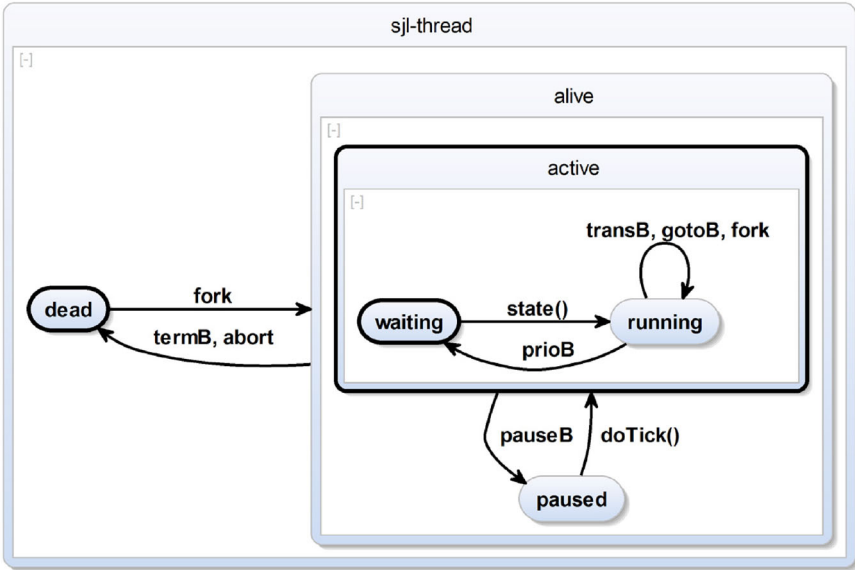 sjl-thread
[-]
alive
[-]
active
[-]
transB, gotoB, fork
fork
dead
state()
waiting
running
termB, abort
prioB
pauseB
doTick()
paused